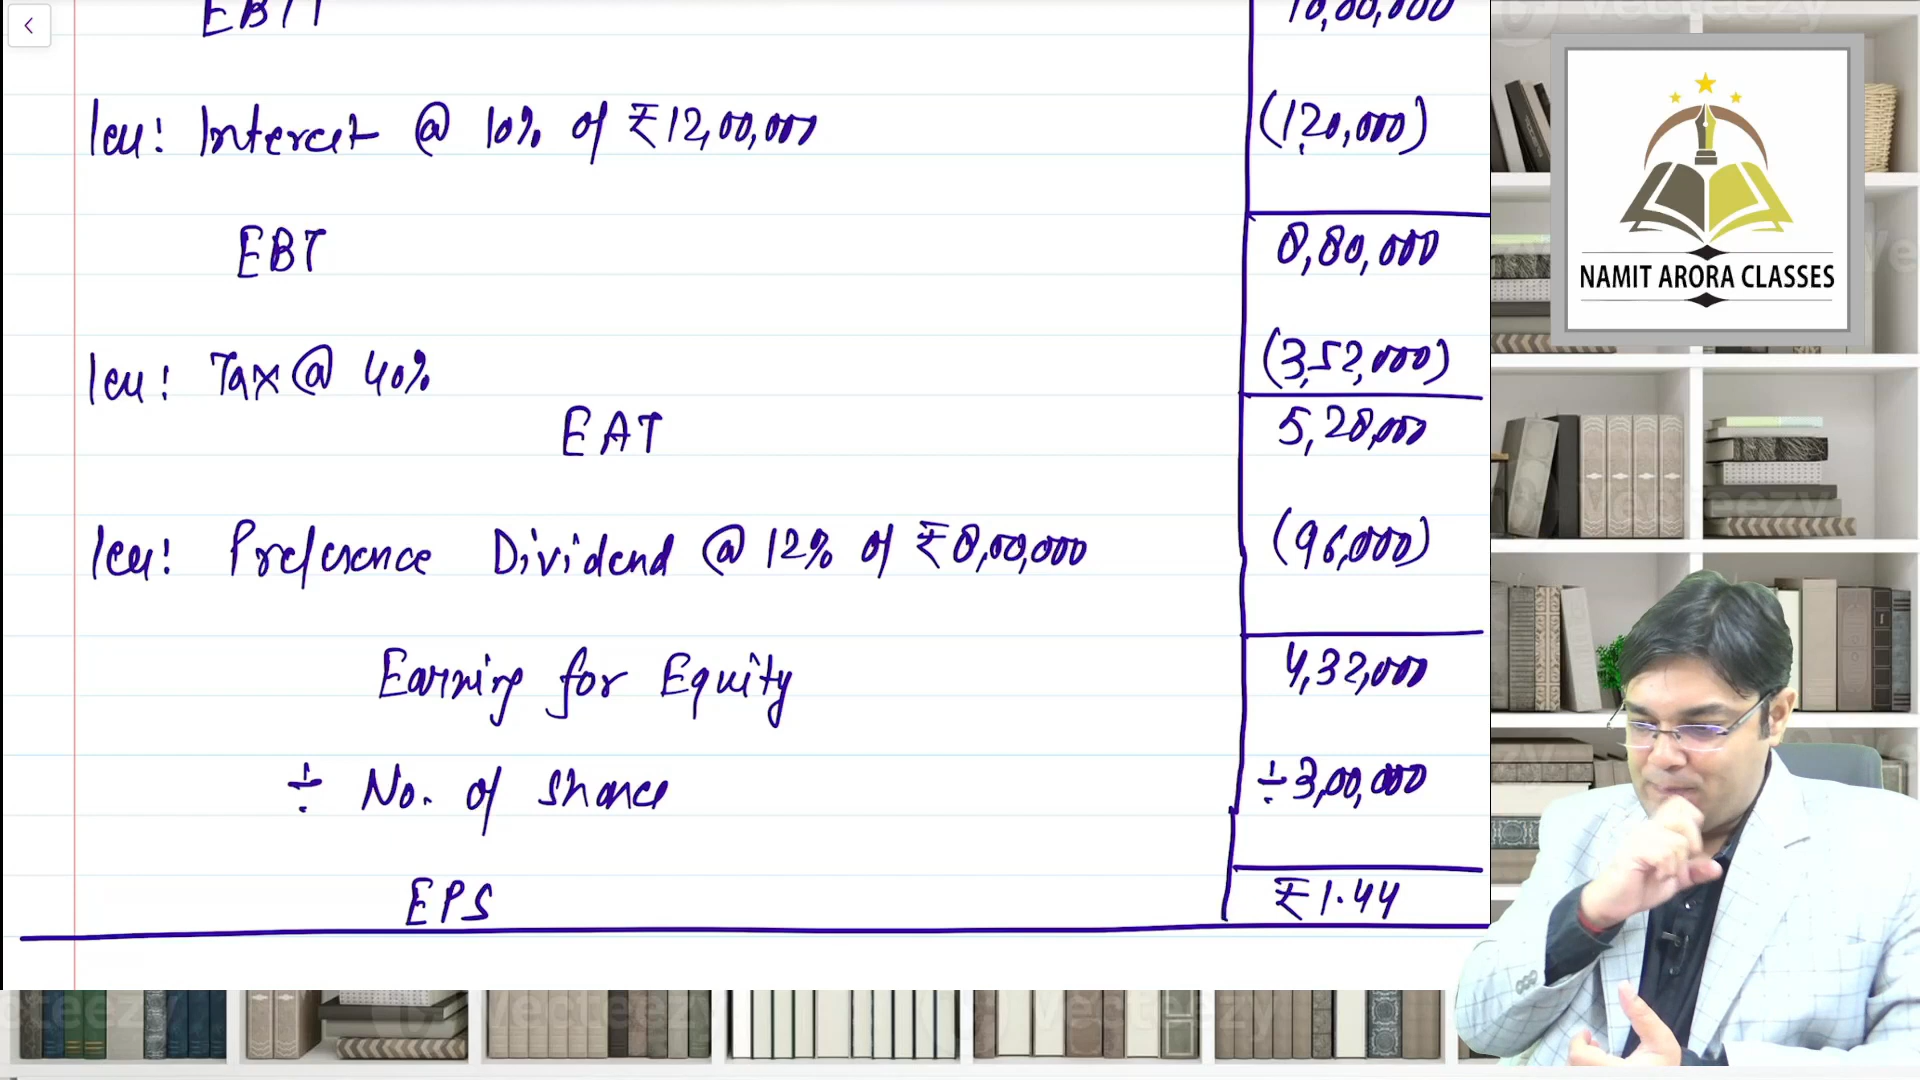 EBIT 10,00,000
Less: Interest @ 10% of ₹12,00,000 (120,000)
EBT 8,80,000
Less: Tax @ 40% (3,52,000)
EAT 5,28,000
Less: Preference Dividend @ 12% of ₹8,00,000 (96,000)
Earning for Equity 4,32,000
÷ No. of Shares ÷3,00,000
EPS ₹1.44
NAMIT ARORA CLASSES
Vecteezy